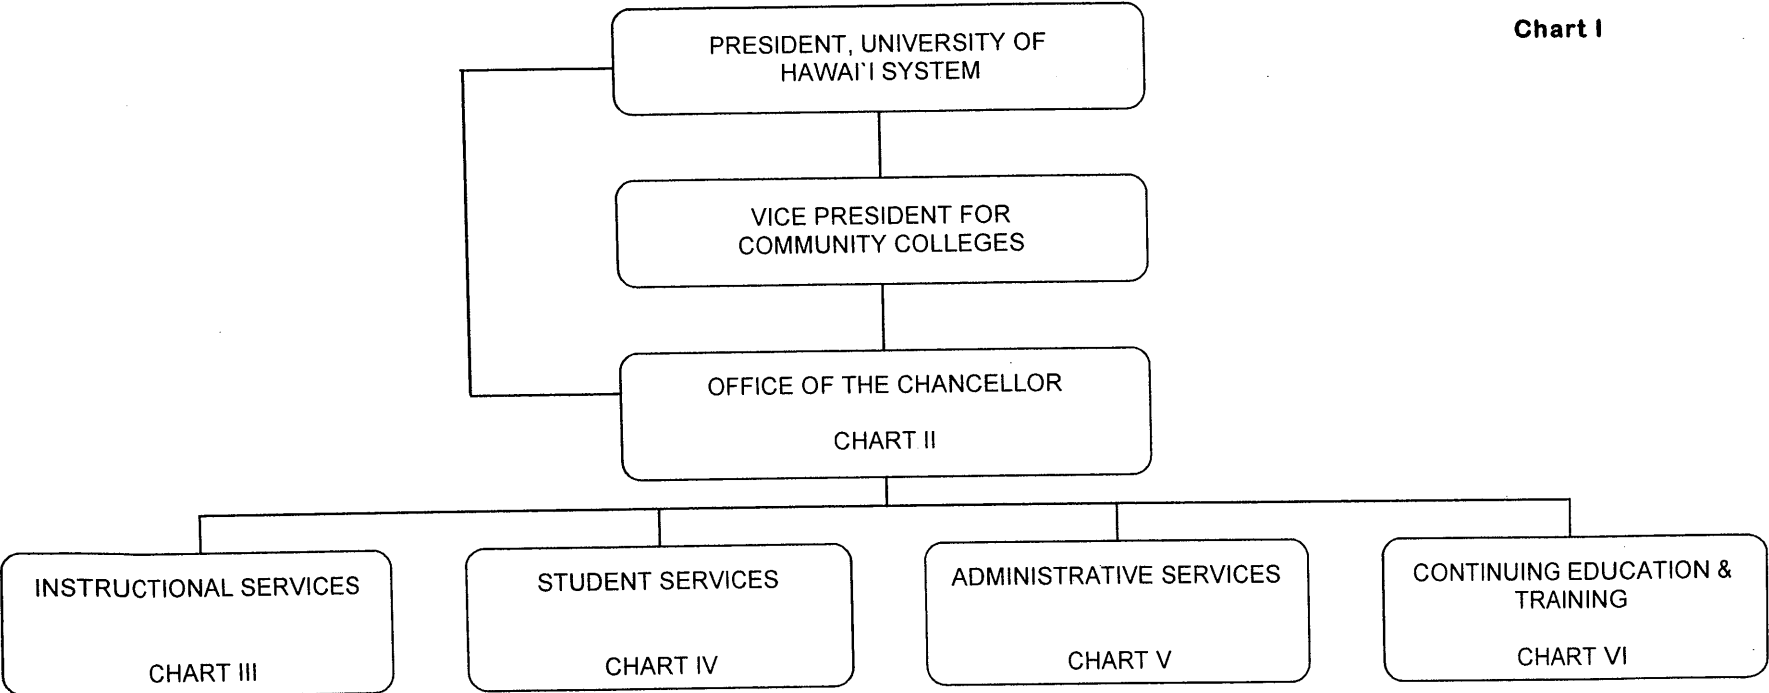 Chart I
PRESIDENT, UNIVERSITY OF
HAWAI`I SYSTEM
VICE PRESIDENT FOR
COMMUNITY COLLEGES
OFFICE OF THE CHANCELLOR
CHART II
INSTRUCTIONAL SERVICES
CHART III
STUDENT SERVICES
CHART IV
ADMINISTRATIVE SERVICES
CHART V
CONTINUING EDUCATION &
TRAINING
CHART VI